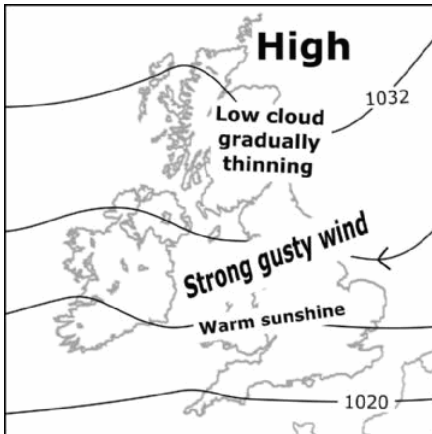 High
1032
Low cloud
gradually
thinning
Strong gusty wind
Warm sunshine
1020